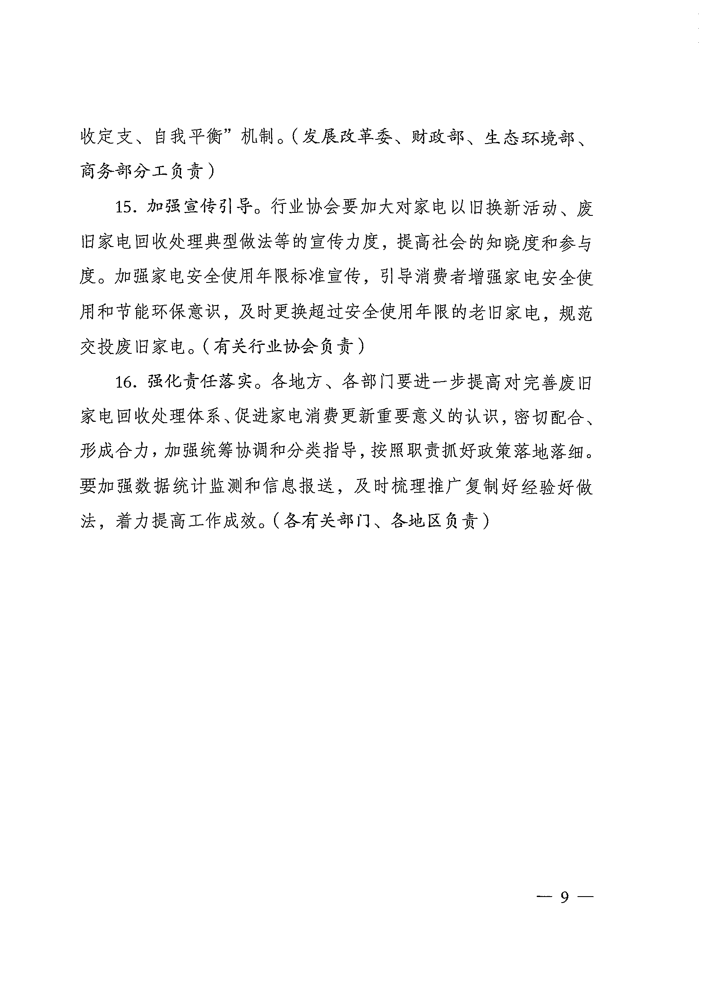 收定支、自我平衡”机制。（发展改革委、财政部、生态环境部、
商务部分工负责）
15. 加强宣传引导。行业协会要加大对家电以旧换新活动、废
旧家电回收处理典型做法等的宣传力度，提高社会的知晓度和参与
度。加强家电安全使用年限标准宣传，引导消费者增强家电安全使
用和节能环保意识，及时更换超过安全使用年限的老旧家电，规范
交投废旧家电。（有关行业协会负责）
16. 强化责任落实。各地方、各部门要进一步提高对完善废旧
家电回收处理体系、促进家电消费更新重要意义的认识，密切配合、
形成合力，加强统筹协调和分类指导，按照职责抓好政策落地落细。
要加强数据统计监测和信息报送，及时梳理推广复制好经验好做
法，着力提高工作成效。（各有关部门、各地区负责）
— 9 —